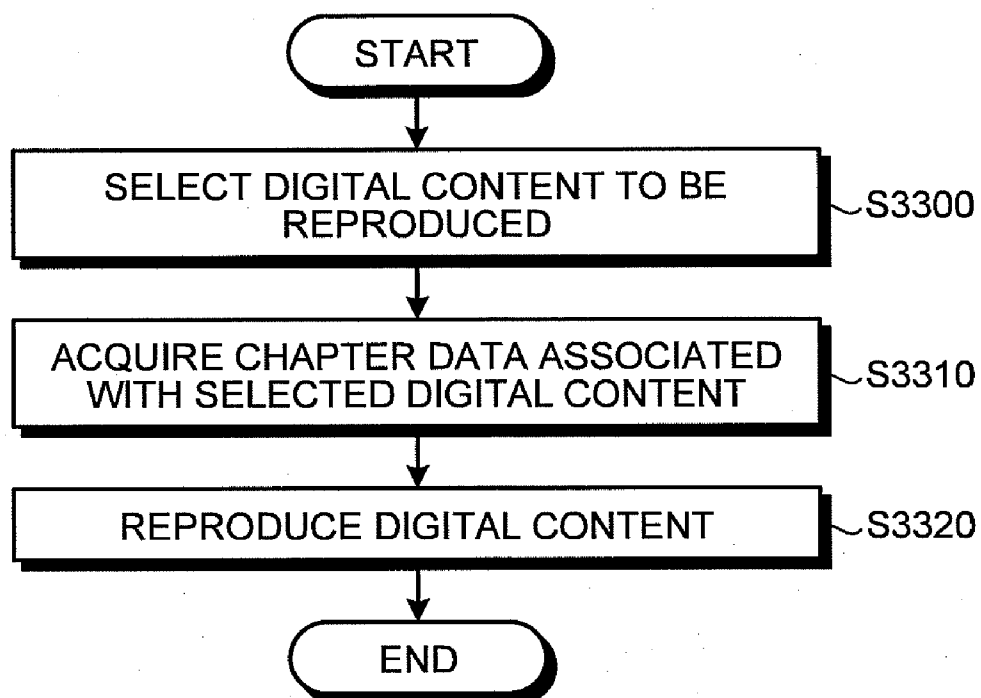 START
SELECT DIGITAL CONTENT TO BE
REPRODUCED
S3300
ACQUIRE CHAPTER DATA ASSOCIATED
WITH SELECTED DIGITAL CONTENT
S3310
REPRODUCE DIGITAL CONTENT
S3320
END